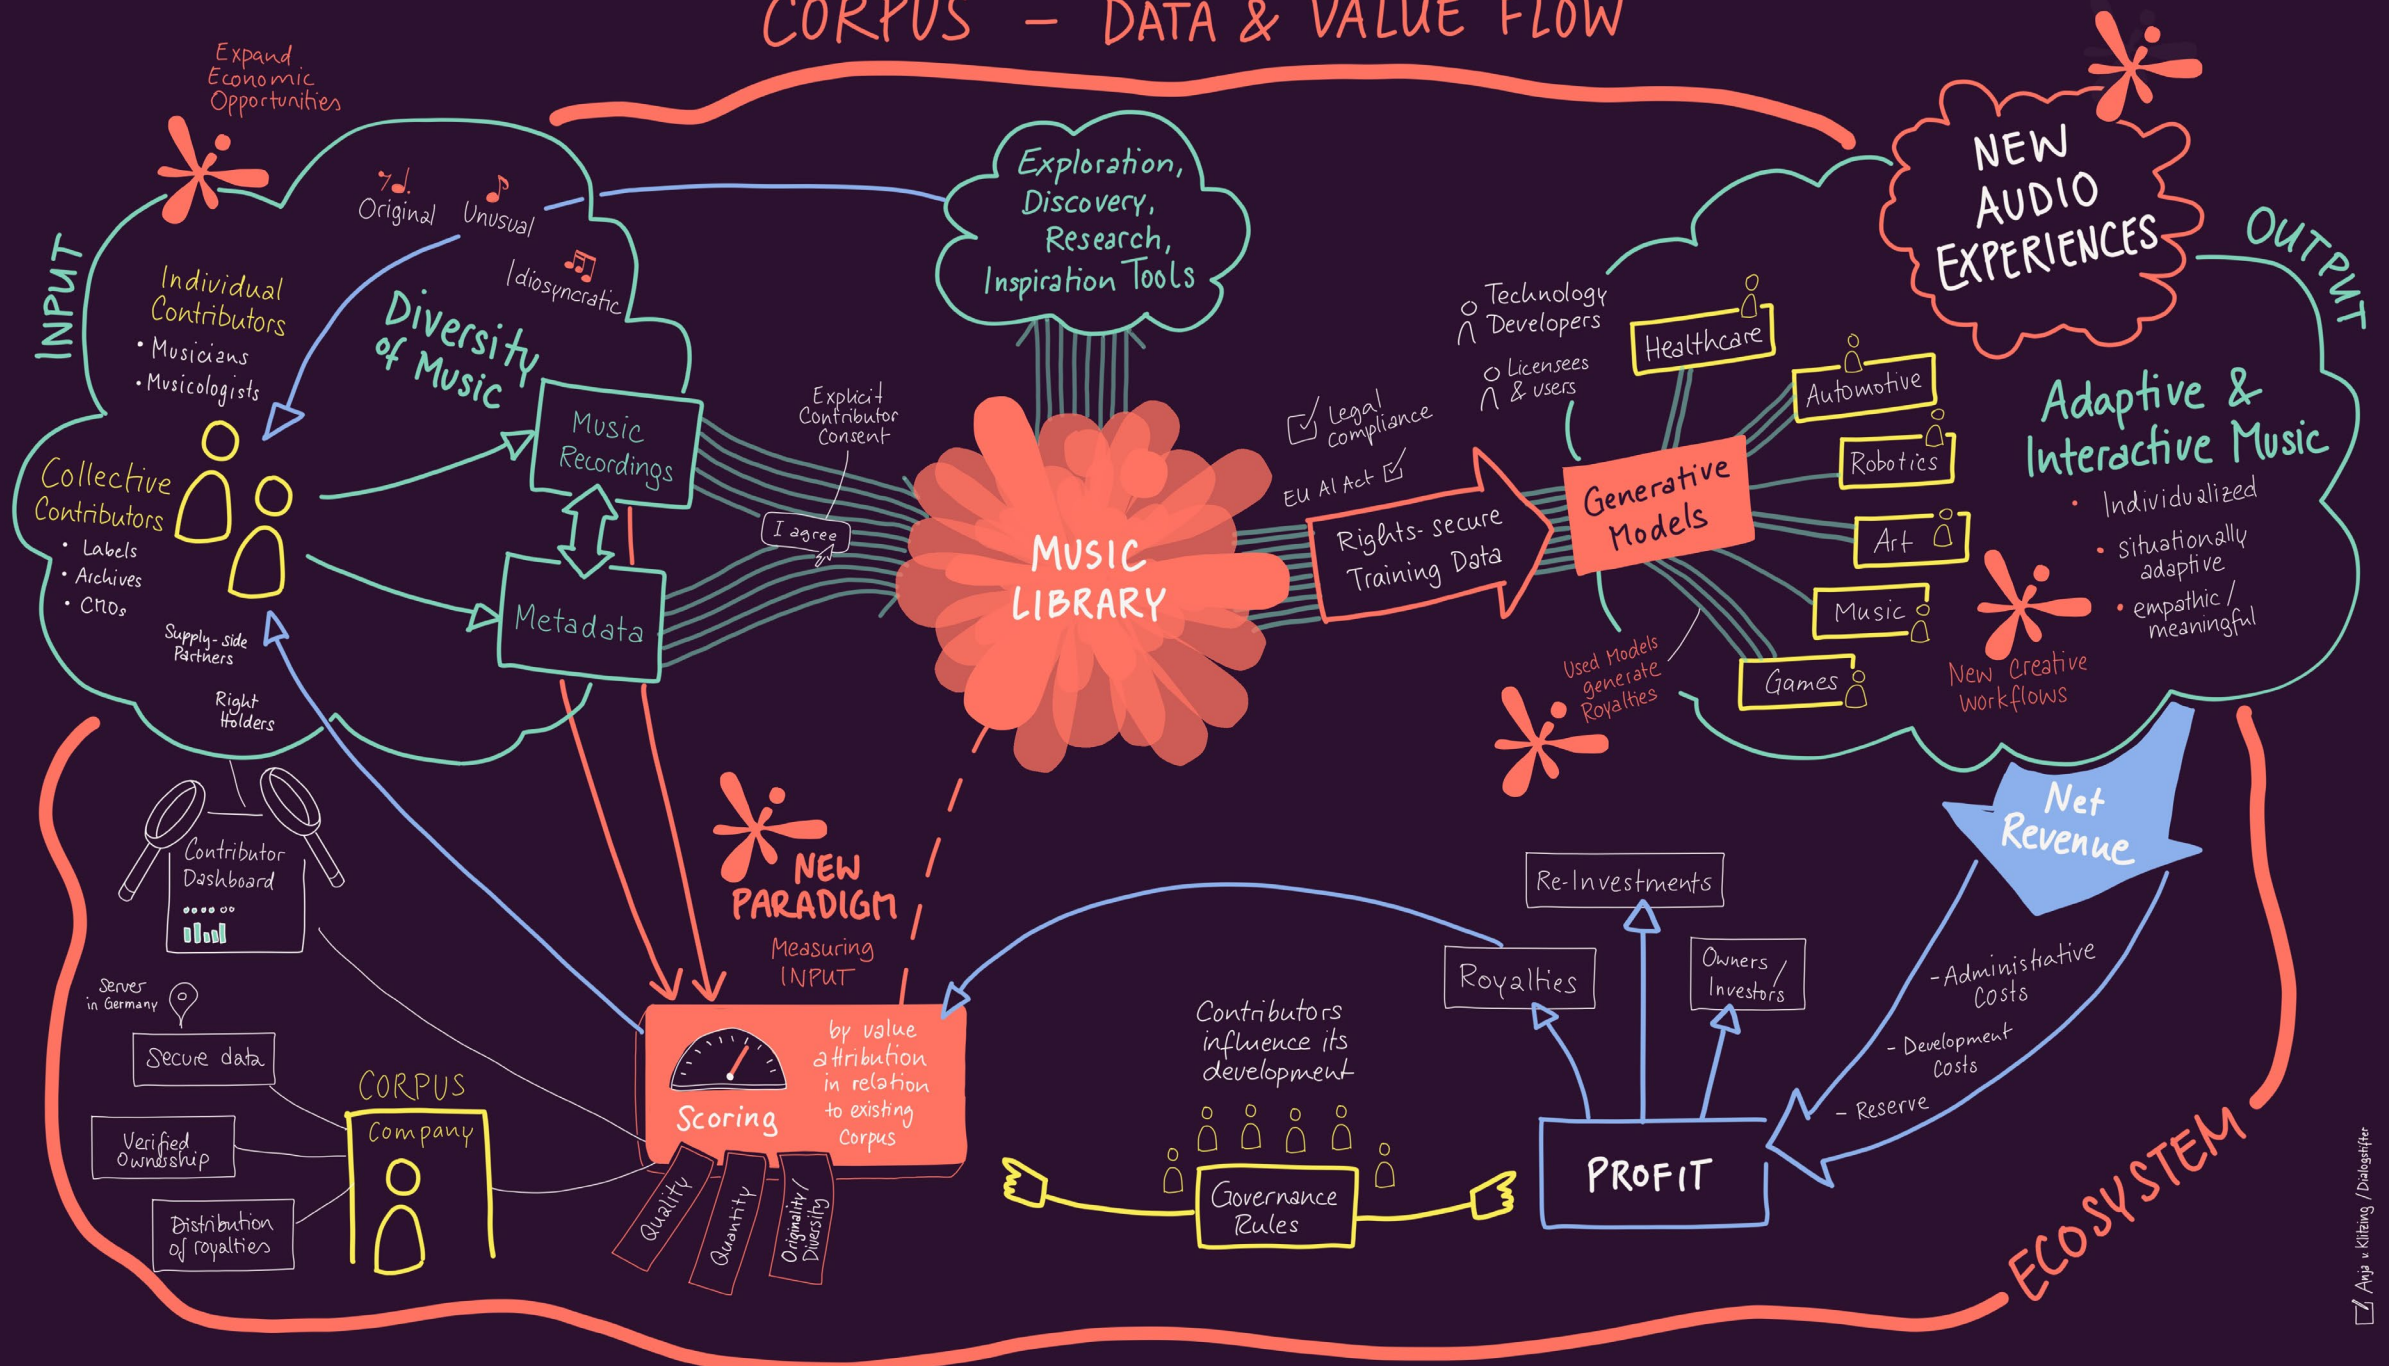 CORPUS – DATA & VALUE FLOW
Expand
Economic
Opportunities
INPUT
Original
Unusual
Idiosyncratic
Individual
Contributors
• Musicians
• Musicologists
Diversity
of Music
Collective
Contributors
• Labels
• Archives
• CMOs
Supply-side
Partners
Right
Holders
Music
Recordings
Metadata
Explicit
Contributor
Consent
I agree
Exploration,
Discovery,
Research,
Inspiration Tools
MUSIC
LIBRARY
Legal
compliance
EU AI Act
Rights-secure
Training Data
Technology
Developers
Licensees
& users
Generative
Models
Healthcare
Automotive
Robotics
Art
Music
Games
Used Models
generate
Royalties
NEW
AUDIO
EXPERIENCES
OUTPUT
Adaptive &
Interactive Music
• Individualized
• situationally
adaptive
• empathic /
meaningful
New Creative
Workflows
Net
Revenue
- Administrative
Costs
- Development
Costs
- Reserve
PROFIT
Royalties
Re-Investments
Owners /
Investors
Contributors
influence its
development
Governance
Rules
NEW
PARADIGM
Measuring
INPUT
Scoring
by value
attribution
in relation
to existing
Corpus
Quality
Quantity
Originality/
Diversity
Contributor
Dashboard
Server
in Germany
Secure data
Verified
Ownership
Distribution
of royalties
CORPUS
Company
ECOSYSTEM
Anja v. Klitzing / Dialogstifter